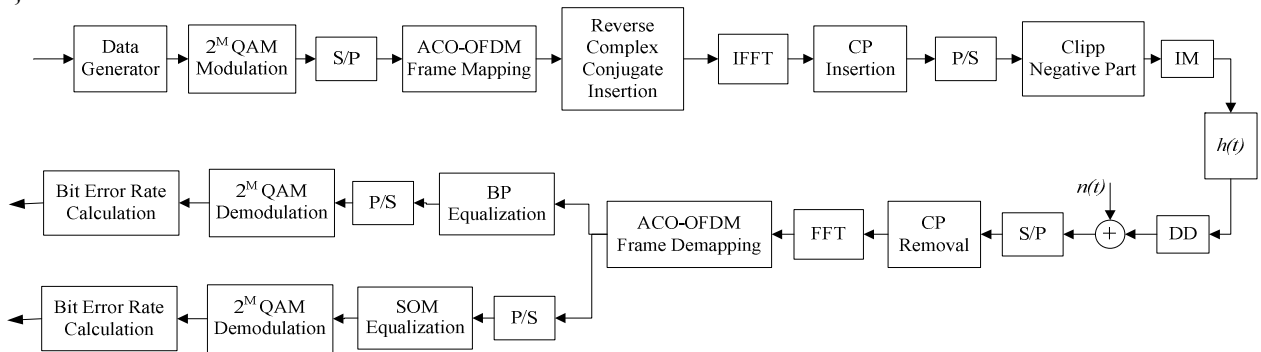 Data
Generator
2^M QAM
Modulation
S/P
ACO-OFDM
Frame Mapping
Reverse
Complex
Conjugate
Insertion
IFFT
CP
Insertion
P/S
Clipp
Negative Part
IM
h(t)
n(t)
DD
+
S/P
CP
Removal
FFT
ACO-OFDM
Frame Demapping
BP
Equalization
P/S
2^M QAM
Demodulation
Bit Error Rate
Calculation
P/S
SOM
Equalization
2^M QAM
Demodulation
Bit Error Rate
Calculation